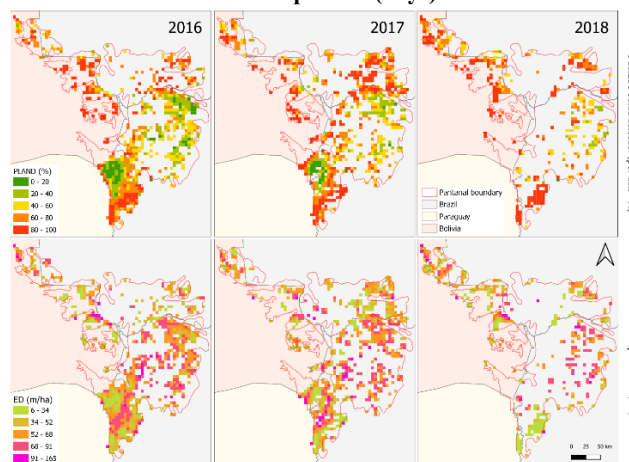 2016
2017
2018
PLAND (%)
0 - 20
20 - 40
40 - 60
60 - 80
80 - 100
Pantanal boundary
Brazil
Paraguay
Bolivia
ED (m/ha)
6 - 34
34 - 52
52 - 68
68 - 91
91 - 165
0 25 50 km